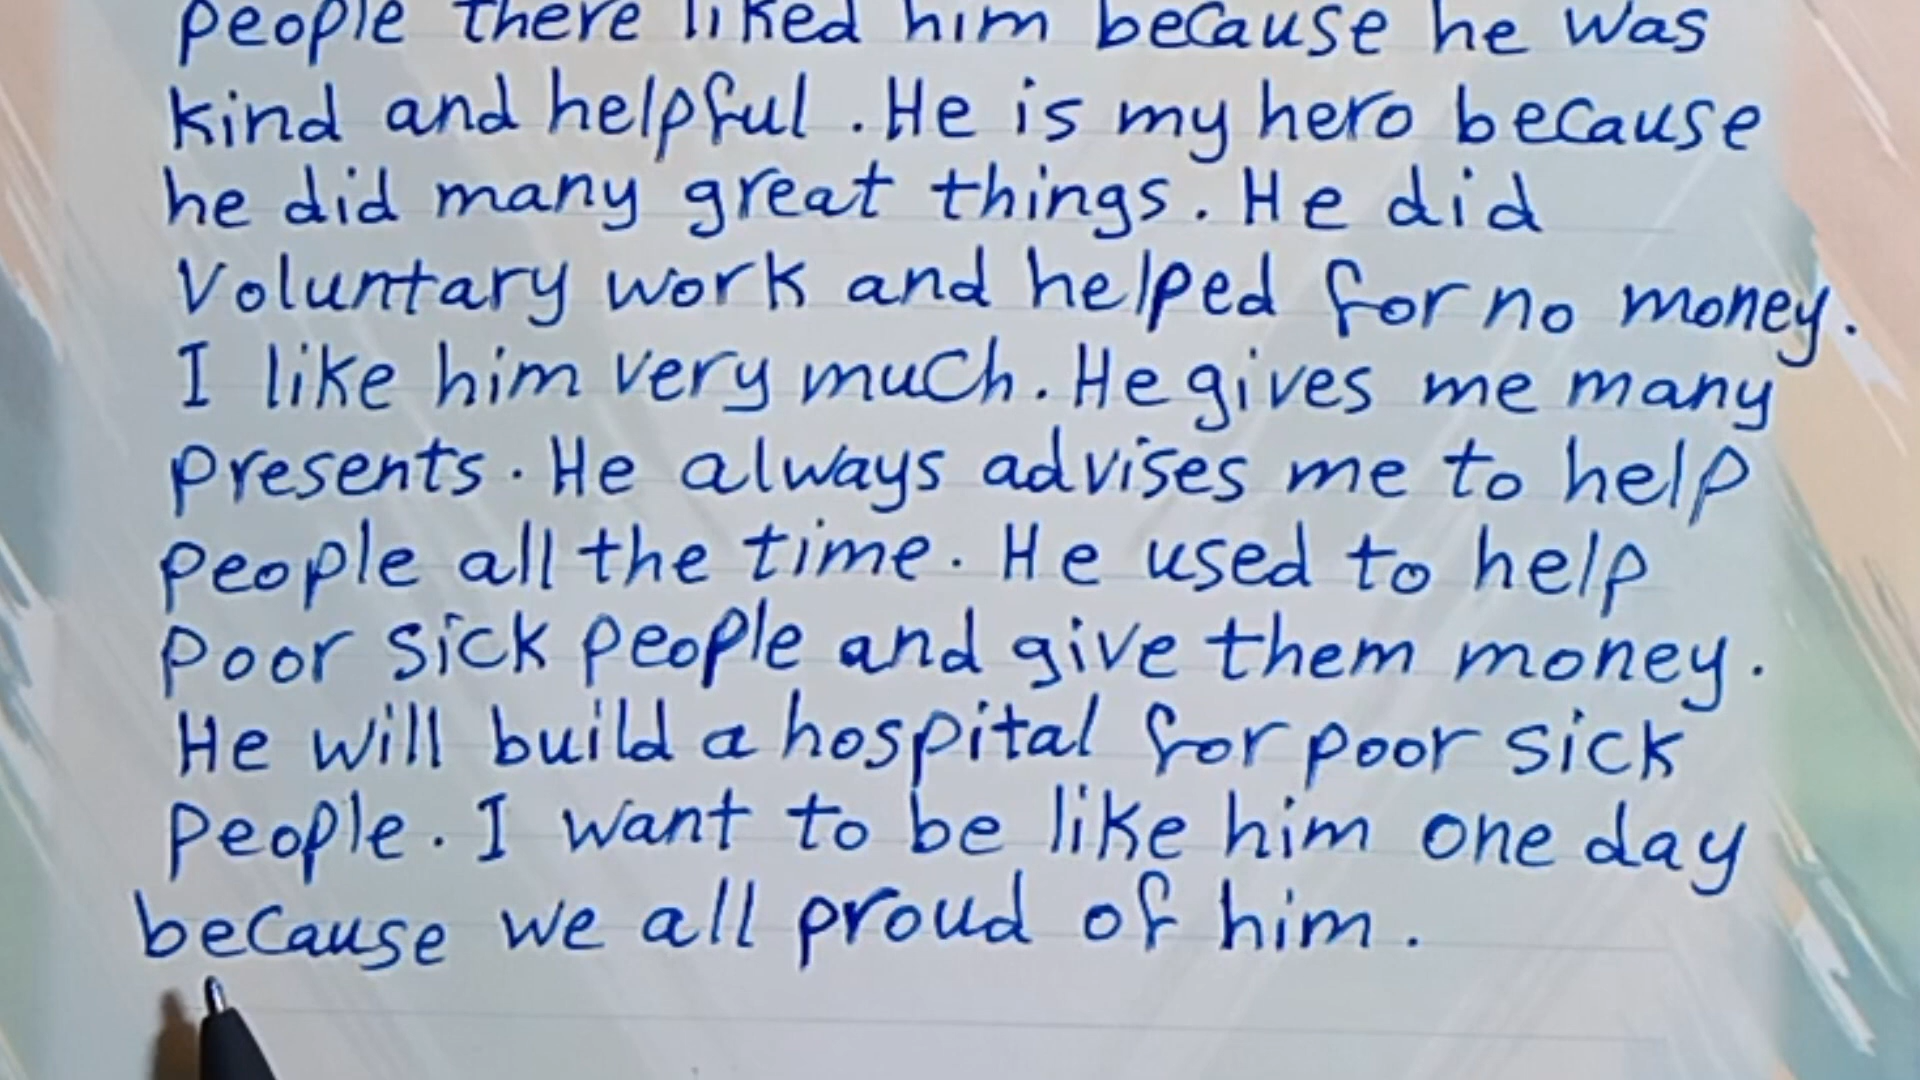 people there liked him because he was
kind and helpful. He is my hero because
he did many great things. He did
Voluntary work and helped for no money.
I like him very much. He gives me many
presents. He always advises me to help
people all the time. He used to help
poor sick people and give them money.
He will build a hospital for poor sick
people. I want to be like him one day
because we all proud of him.